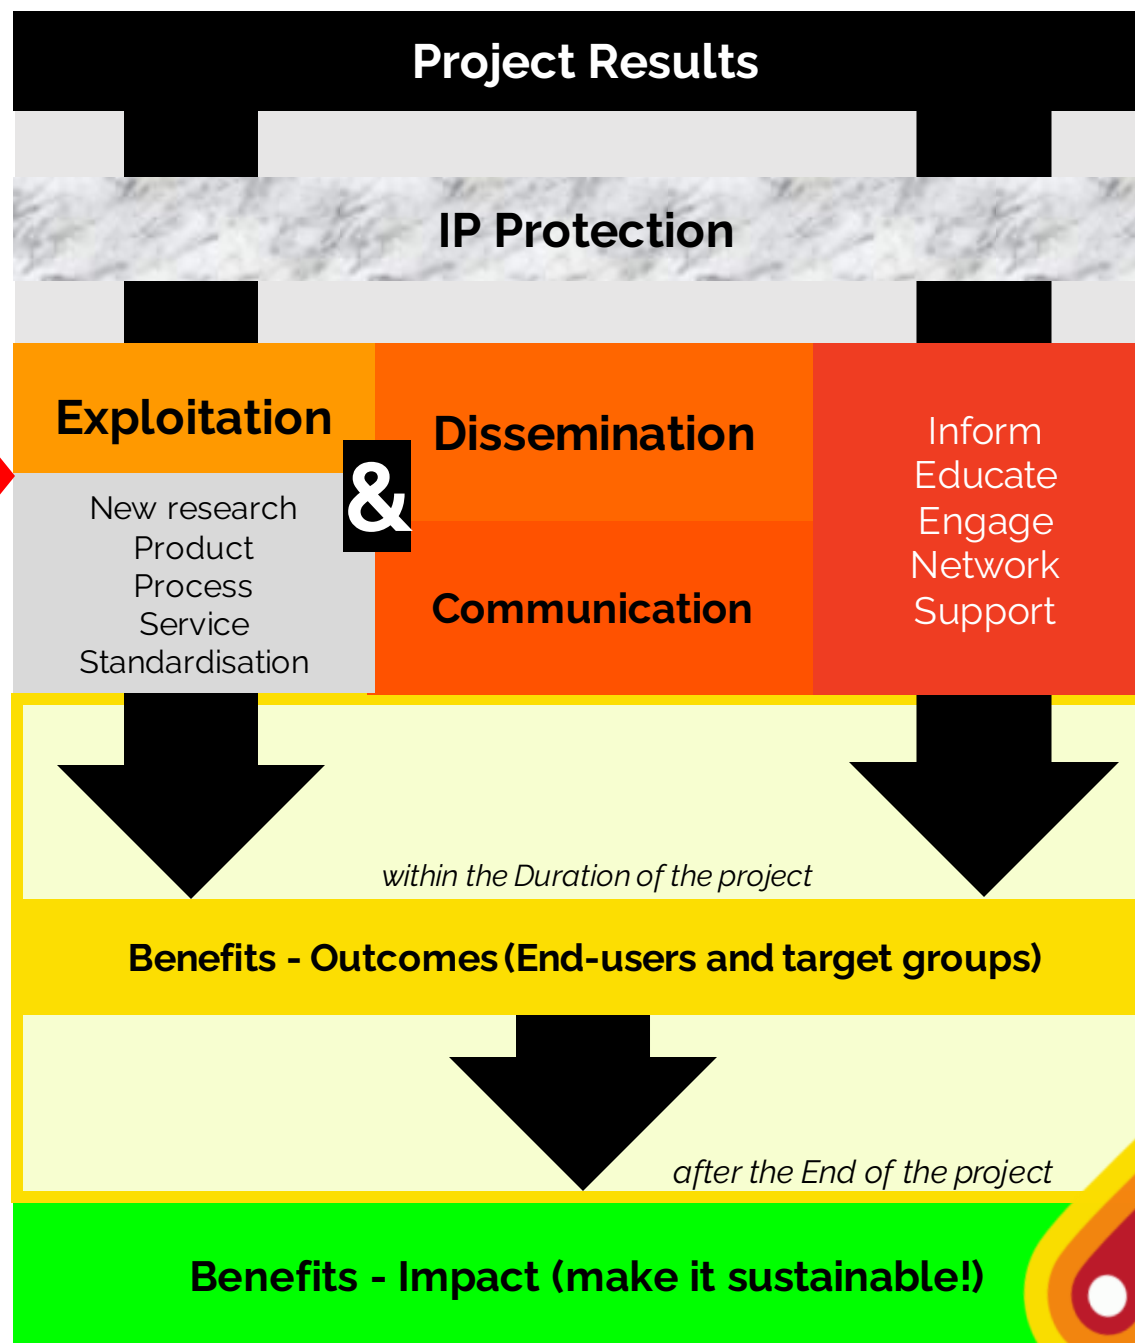 Project Results
IP Protection
Exploitation
&
Dissemination
Communication
New research
Product
Process
Service
Standardisation
Inform
Educate
Engage
Network
Support
within the Duration of the project
Benefits - Outcomes (End-users and target groups)
after the End of the project
Benefits - Impact (make it sustainable!)